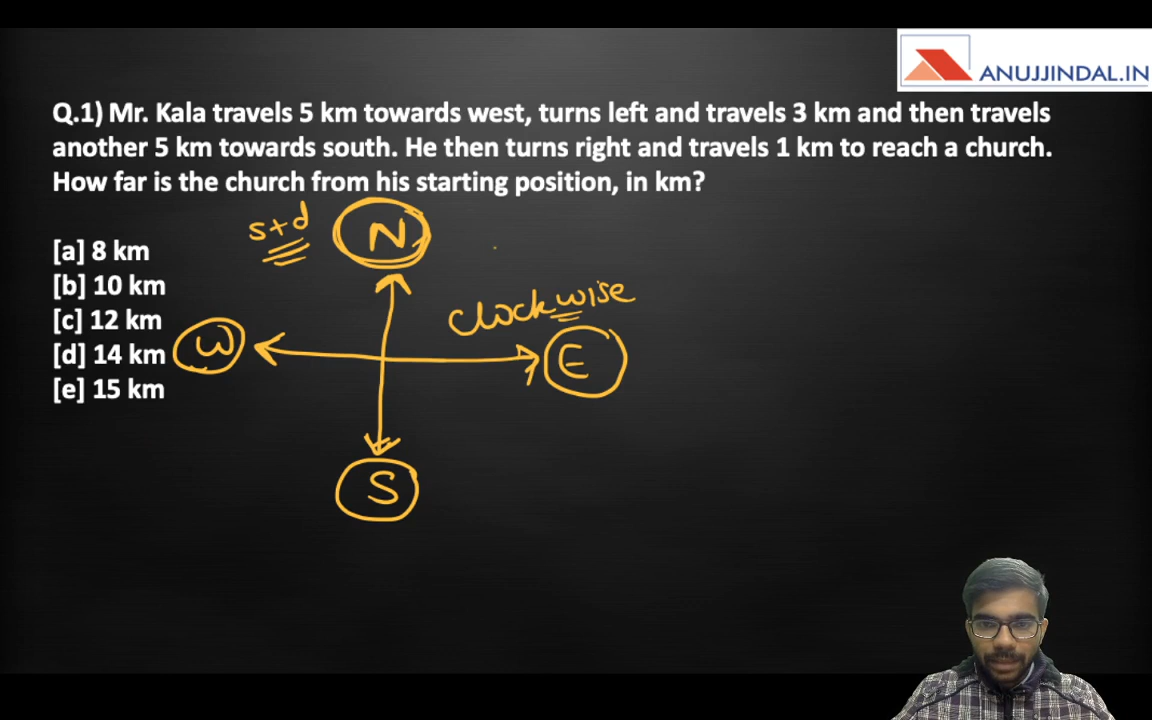 ANUJJINDAL.IN
Q.1) Mr. Kala travels 5 km towards west, turns left and travels 3 km and then travels
another 5 km towards south. He then turns right and travels 1 km to reach a church.
How far is the church from his starting position, in km?
s+d
N
[a] 8 km
[b] 10 km
clockwise
[c] 12 km
[d] 14 km
W
E
[e] 15 km
S